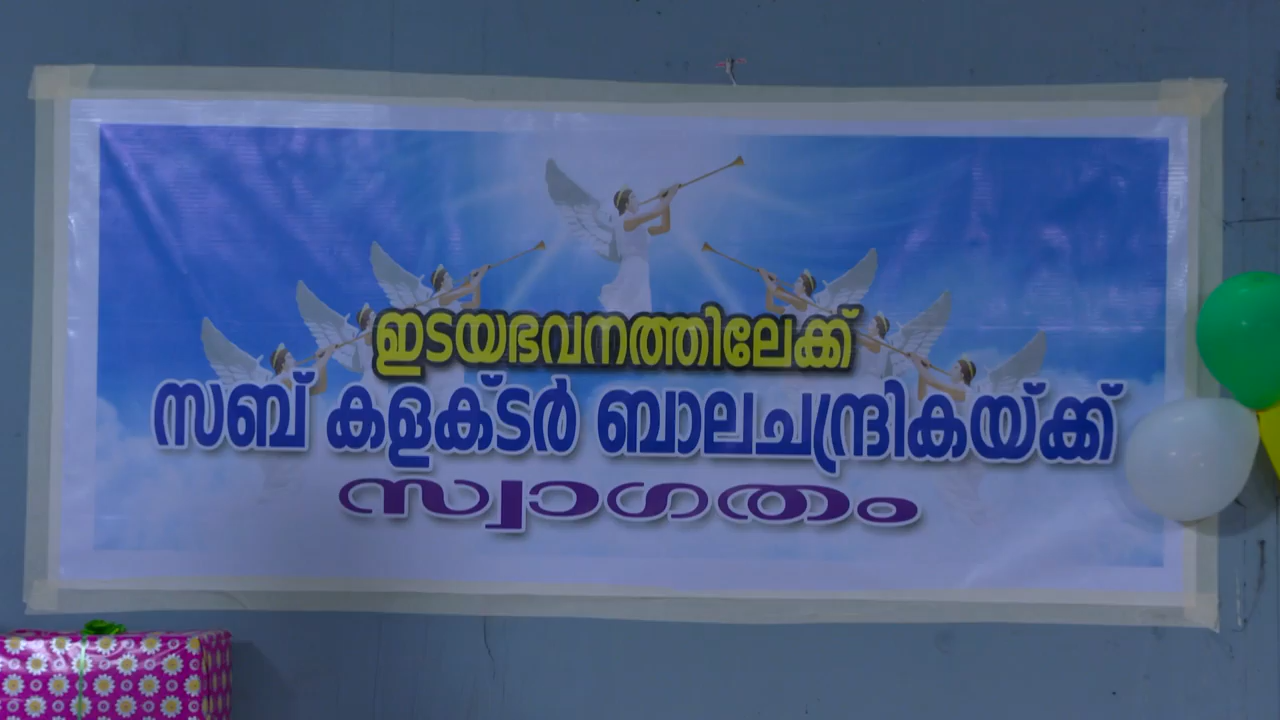 ഇടയഭവനത്തിലേക്ക്
സബ് കളക്ടർ ബാലചന്ദ്രികയ്ക്ക്
സ്വാഗതം